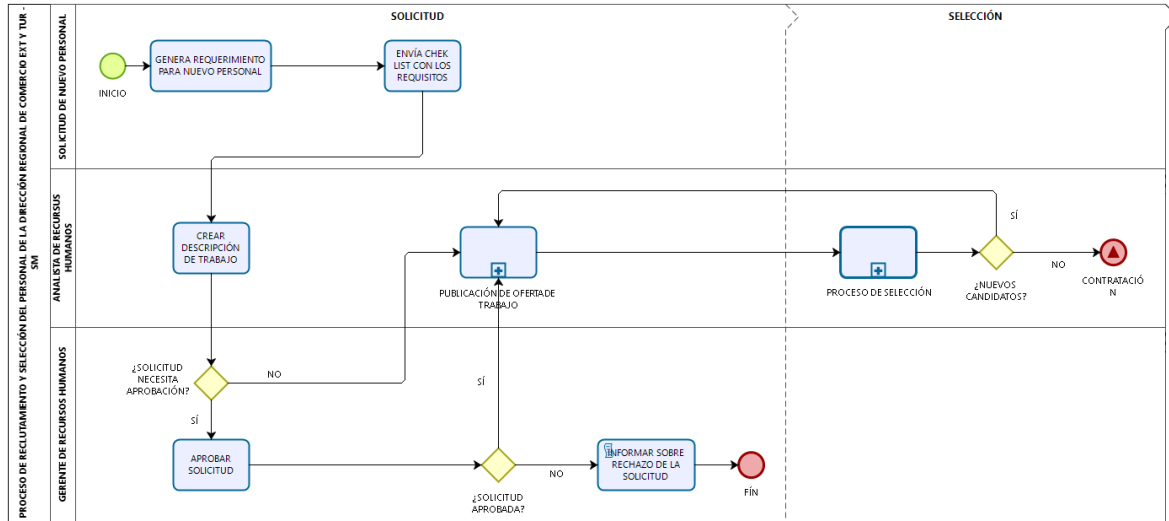 PROCESO DE RECLUTAMIENTO Y SELECCIÓN DEL PERSONAL DE LA DIRECCIÓN REGIONAL DE COMERCIO EXT Y TUR -
SM
SOLICITUD
SELECCIÓN
SOLICITUD DE NUEVO PERSONAL
INICIO
GENERA REQUERIMIENTO
PARA NUEVO PERSONAL
ENVÍA CHEK
LIST CON LOS
REQUISITOS
ANALISTA DE RECURSUS
HUMANOS
CREAR
DESCRIPCIÓN
DE TRABAJO
PUBLICACIÓN DE OFERTADE
TRABAJO
PROCESO DE SELECCIÓN
SÍ
¿NUEVOS
CANDIDATOS?
NO
CONTRATACIÓ
N
GERENTE DE RECURSOS HUMANOS
¿SOLICITUD
NECESITA
APROBACIÓN?
NO
SÍ
APROBAR
SOLICITUD
SÍ
¿SOLICITUD
APROBADA?
NO
INFORMAR SOBRE
RECHAZO DE LA
SOLICITUD
FÍN